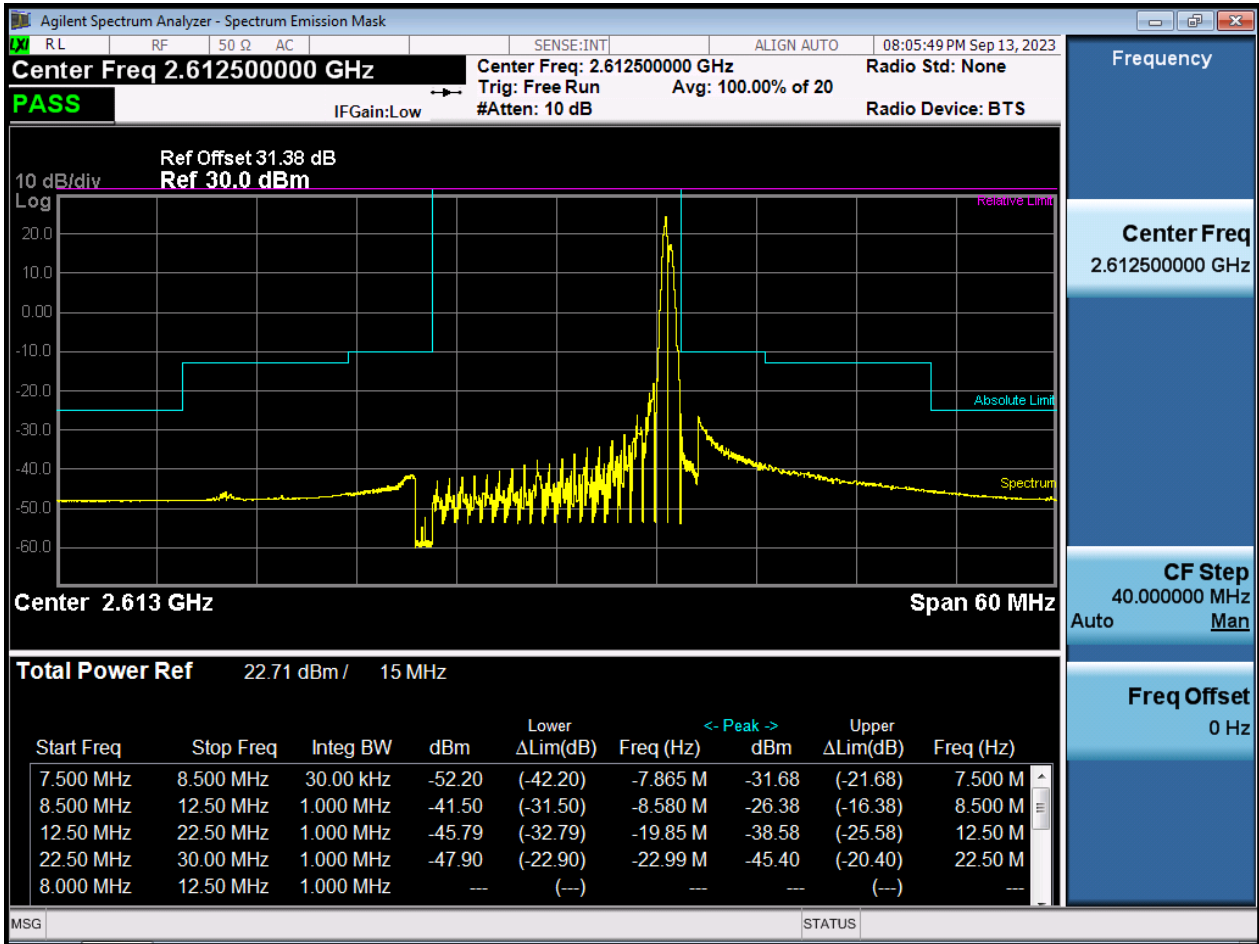 Agilent Spectrum Analyzer - Spectrum Emission Mask
LXI RL RF 50 Ω AC SENSE:INT ALIGN AUTO 08:05:49 PM Sep 13, 2023
Center Freq 2.612500000 GHz
Center Freq: 2.612500000 GHz
Radio Std: None
Trig: Free Run Avg: 100.00% of 20
PASS
IFGain:Low
#Atten: 10 dB
Radio Device: BTS
Ref Offset 31.38 dB
10 dB/div Ref 30.0 dBm
Log
Relative Limit
20.0
10.0
0.00
-10.0
-20.0
Absolute Limit
-30.0
-40.0
Spectrum
-50.0
-60.0
Center 2.613 GHz Span 60 MHz
Total Power Ref 22.71 dBm / 15 MHz
Lower <- Peak -> Upper
Start Freq Stop Freq Integ BW dBm ΔLim(dB) Freq (Hz) dBm ΔLim(dB) Freq (Hz)
7.500 MHz 8.500 MHz 30.00 kHz -52.20 (-42.20) -7.865 M -31.68 (-21.68) 7.500 M
8.500 MHz 12.50 MHz 1.000 MHz -41.50 (-31.50) -8.580 M -26.38 (-16.38) 8.500 M
12.50 MHz 22.50 MHz 1.000 MHz -45.79 (-32.79) -19.85 M -38.58 (-25.58) 12.50 M
22.50 MHz 30.00 MHz 1.000 MHz -47.90 (-22.90) -22.99 M -45.40 (-20.40) 22.50 M
8.000 MHz 12.50 MHz 1.000 MHz --- (---) --- --- (---) ---
MSG STATUS
Frequency
Center Freq
2.612500000 GHz
CF Step
40.000000 MHz
Auto Man
Freq Offset
0 Hz